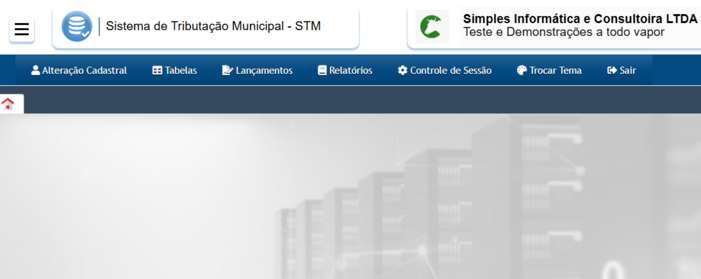 Sistema de Tributação Municipal - STM
Simples Informática e Consultoira LTDA
Teste e Demonstrações a todo vapor
Alteração Cadastral Tabelas Lançamentos Relatórios Controle de Sessão Trocar Tema Sair